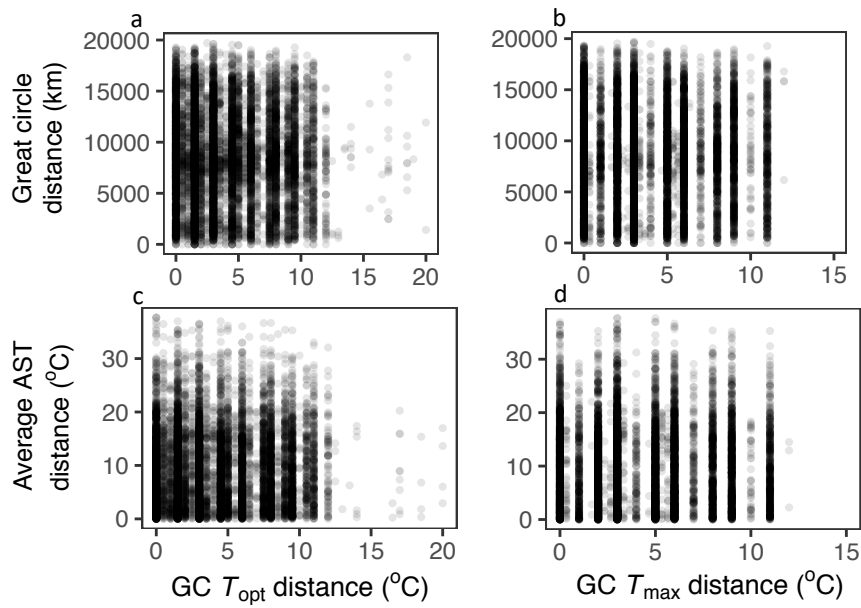 a
b
Great circle
distance (km)
20000
15000
10000
5000
0
0 5 10 15 20
20000
15000
10000
5000
0
0 5 10 15
c
d
Average AST
distance (°C)
30
20
10
0
0 5 10 15 20
GC Topt distance (°C)
30
20
10
0
0 5 10 15
GC Tmax distance (°C)